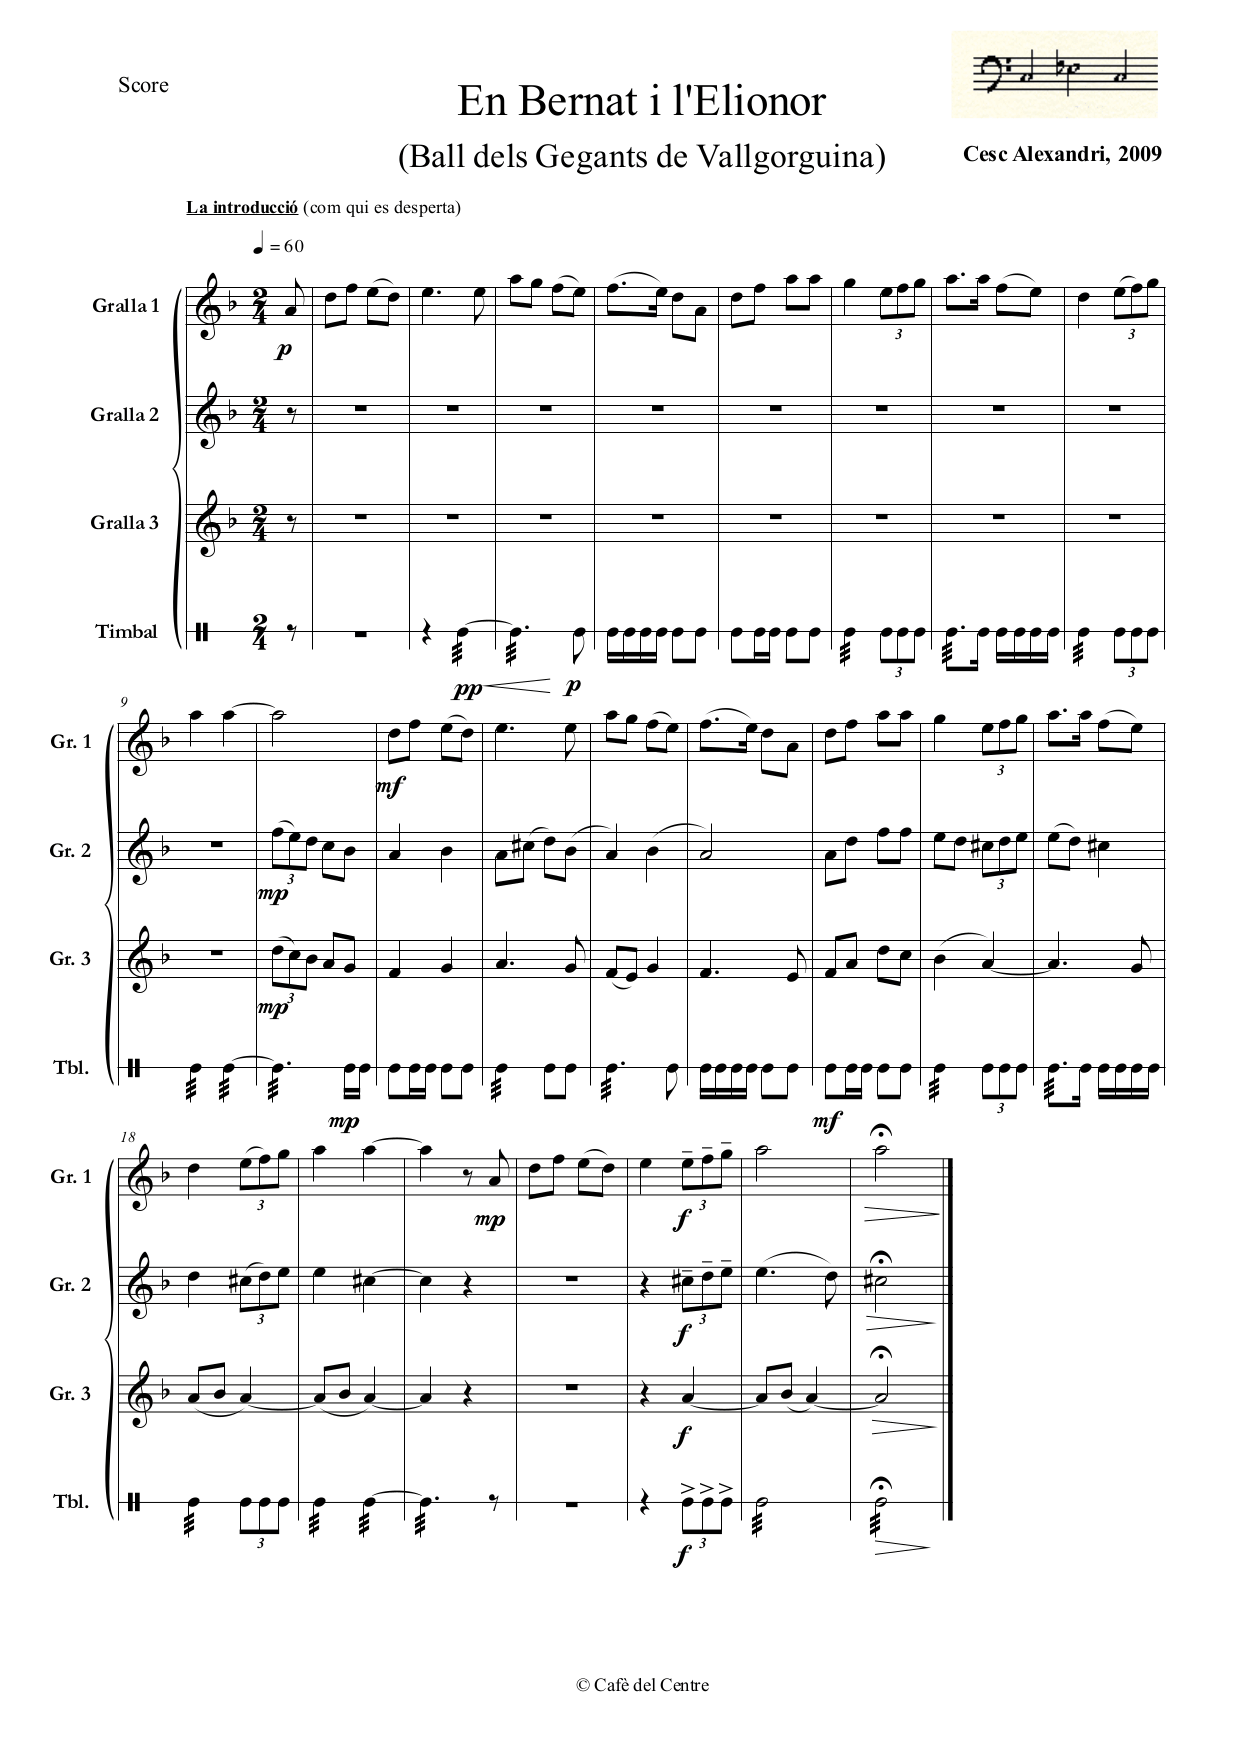 Score
En Bernat i l'Elionor
(Ball dels Gegants de Vallgorguina)
Cesc Alexandri, 2009
La introducció (com qui es desperta)
= 60
Gralla 1
p
3
3
Gralla 2
Gralla 3
Timbal
pp
p
3
3
9
Gr. 1
mf
3
Gr. 2
mp
3
3
Gr. 3
mp
3
Tbl.
mp
mf
3
18
Gr. 1
3
mp
f
3
Gr. 2
3
f
3
Gr. 3
f
Tbl.
3
f
3
© Cafè del Centre